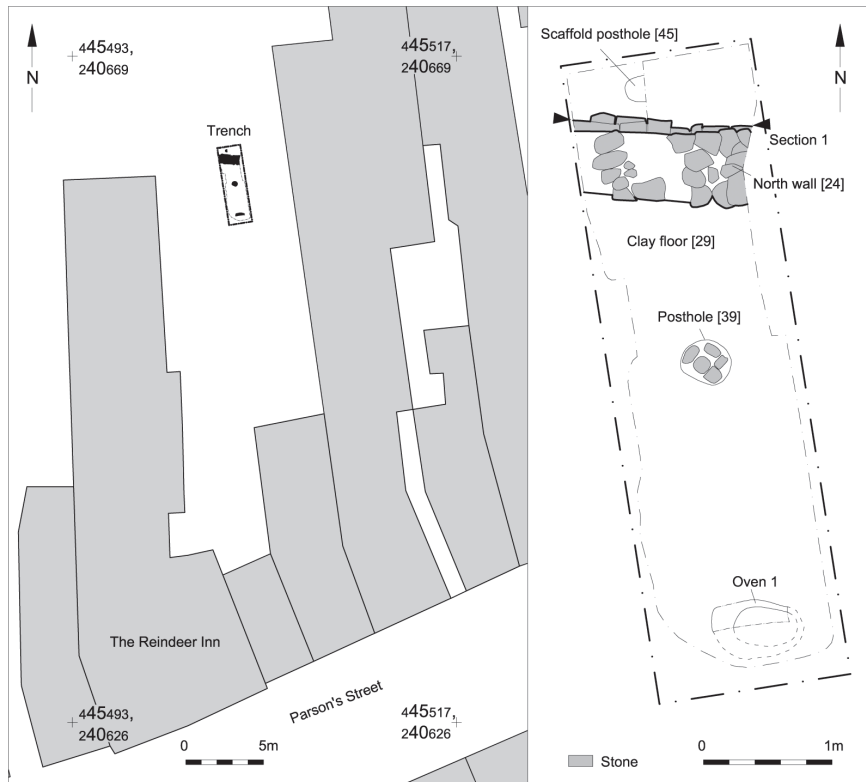 N
445493,
240669
445517,
240669
Trench
The Reindeer Inn
Parson's Street
445493,
240626
445517,
240626
0 5m
Scaffold posthole [45]
N
Section 1
North wall [24]
Clay floor [29]
Posthole [39]
Oven 1
Stone
0 1m